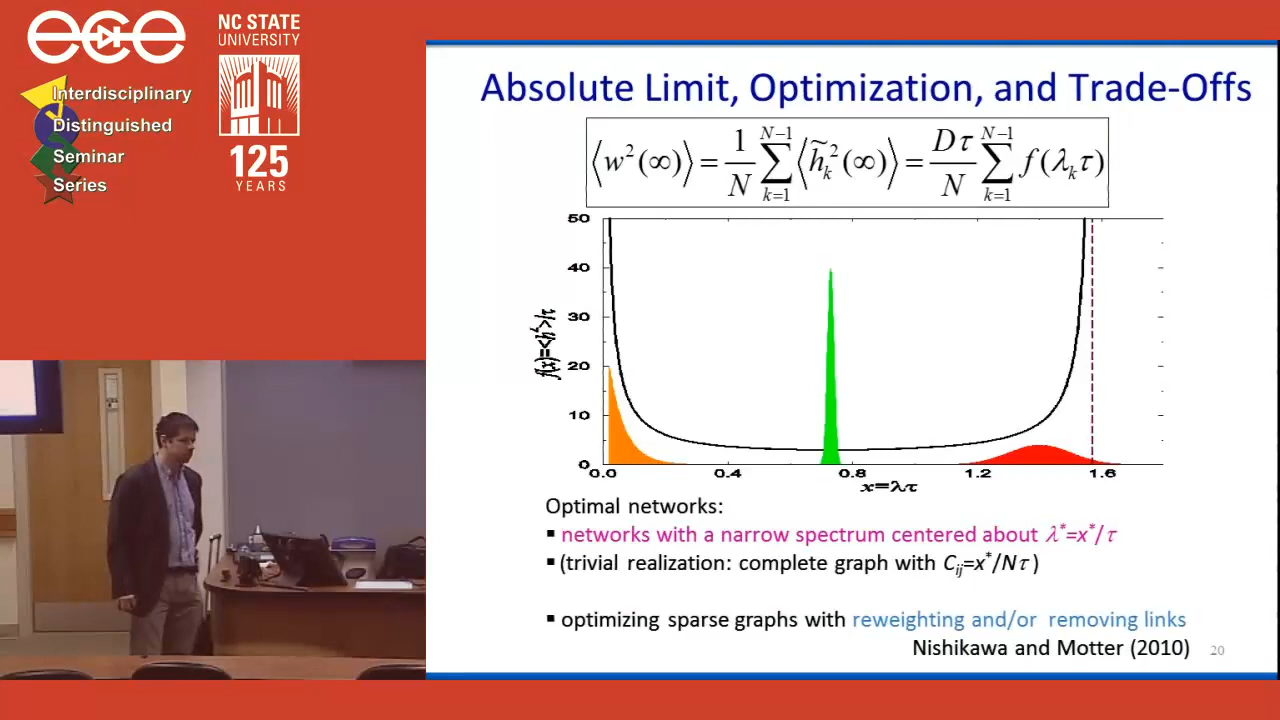 ece
NC STATE
UNIVERSITY
125
YEARS
Interdisciplinary
Distinguished
Seminar
Series
Absolute Limit, Optimization, and Trade-Offs
⟨w²(∞)⟩ = 1/N ∑_{k=1}^{N−1} ⟨h̃_k²(∞)⟩ = Dτ/N ∑_{k=1}^{N−1} f(λ_kτ)
50
40
30
20
10
0
0.0 0.4 0.8 1.2 1.6
x=λτ
Optimal networks:
▪ networks with a narrow spectrum centered about λ*=x*/τ
▪ (trivial realization: complete graph with C_ij=x*/Nτ)
▪ optimizing sparse graphs with reweighting and/or removing links
Nishikawa and Motter (2010)
20